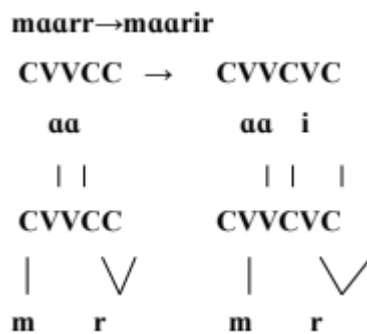 maarr→maarir
CVVCC → CVVCVC
aa aa i
CVVCC CVVCVC
m r m r